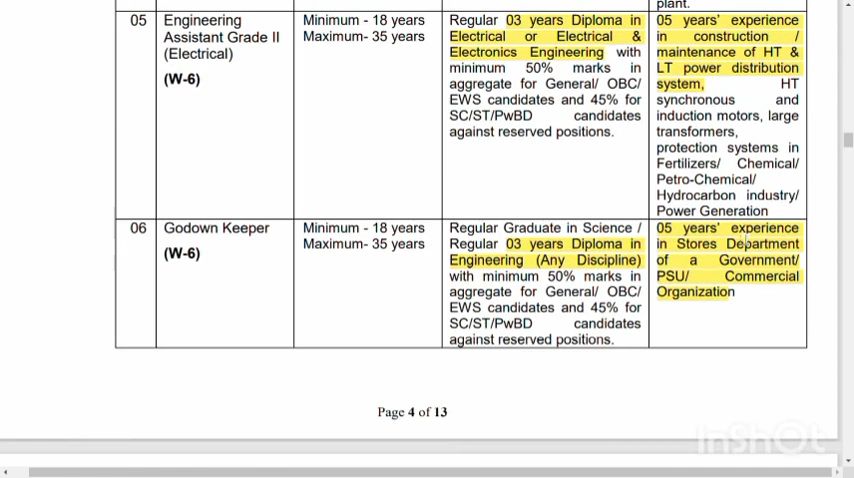 plant.
05
Engineering
Assistant Grade II
(Electrical)
(W-6)
Minimum - 18 years
Maximum- 35 years
Regular 03 years Diploma in
Electrical or Electrical &
Electronics Engineering with
minimum 50% marks in
aggregate for General/ OBC/
EWS candidates and 45% for
SC/ST/PwBD candidates
against reserved positions.
05 years' experience
in construction /
maintenance of HT &
LT power distribution
system, HT
synchronous and
induction motors, large
transformers,
protection systems in
Fertilizers/ Chemical/
Petro-Chemical/
Hydrocarbon industry/
Power Generation
06
Godown Keeper
(W-6)
Minimum - 18 years
Maximum- 35 years
Regular Graduate in Science /
Regular 03 years Diploma in
Engineering (Any Discipline)
with minimum 50% marks in
aggregate for General/ OBC/
EWS candidates and 45% for
SC/ST/PwBD candidates
against reserved positions.
05 years' experience
in Stores Department
of a Government/
PSU/ Commercial
Organization
Page 4 of 13
InShOt